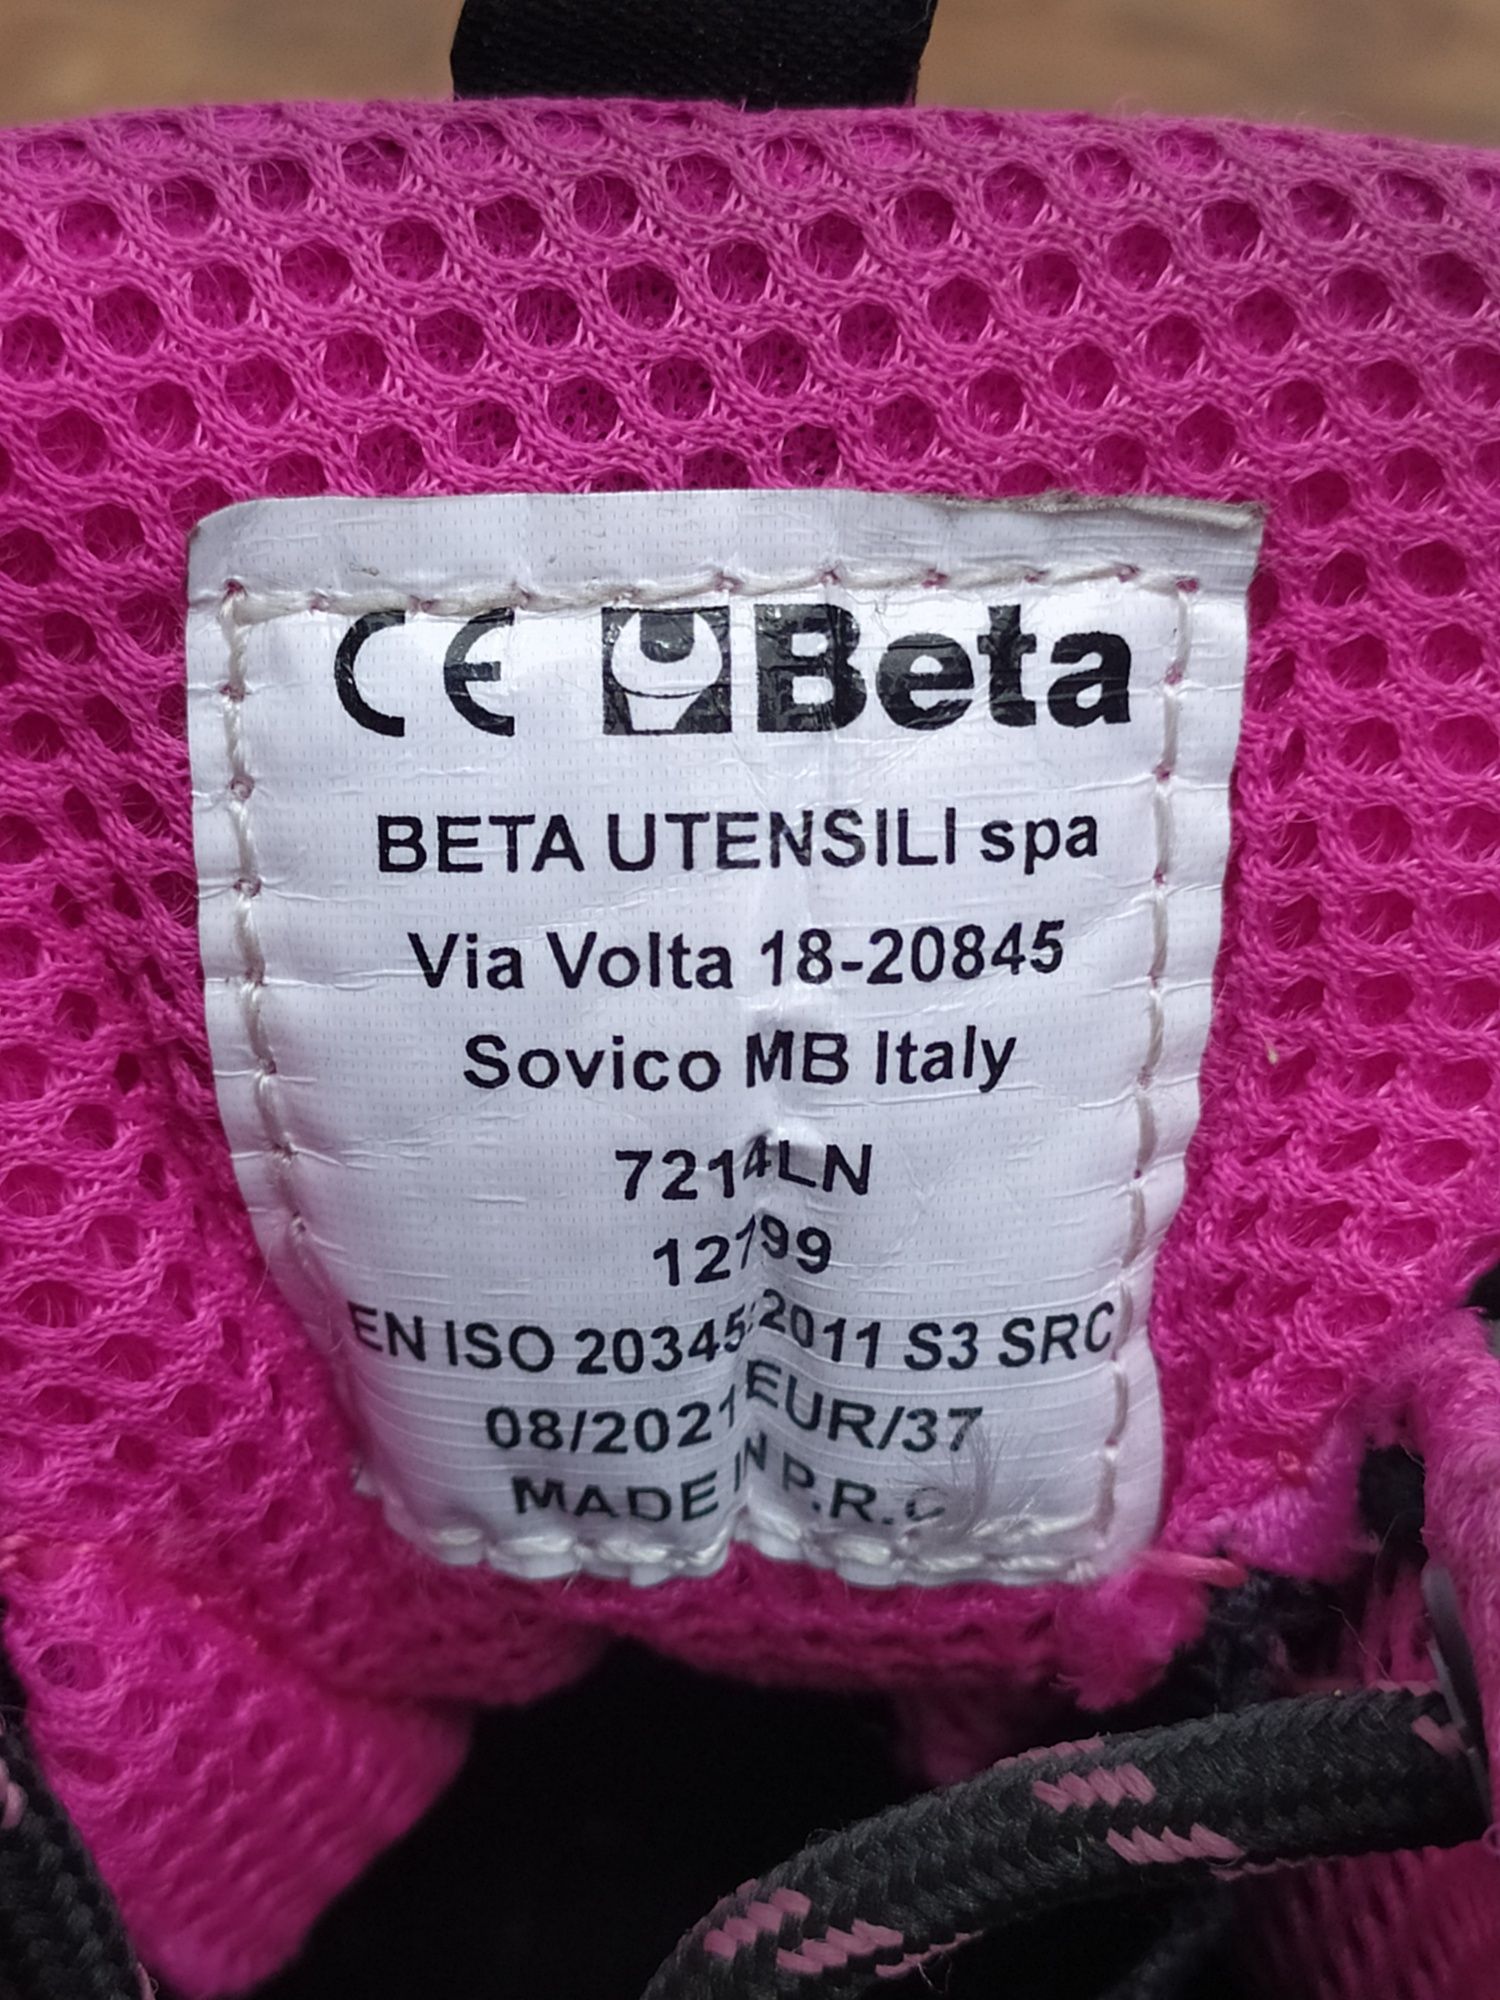 CE Beta
BETA UTENSILI spa
Via Volta 18-20845
Sovico MB Italy
7214LN
12799
EN ISO 20345:2011 S3 SRC
08/2021 EUR/37
MADE IN P.R.C